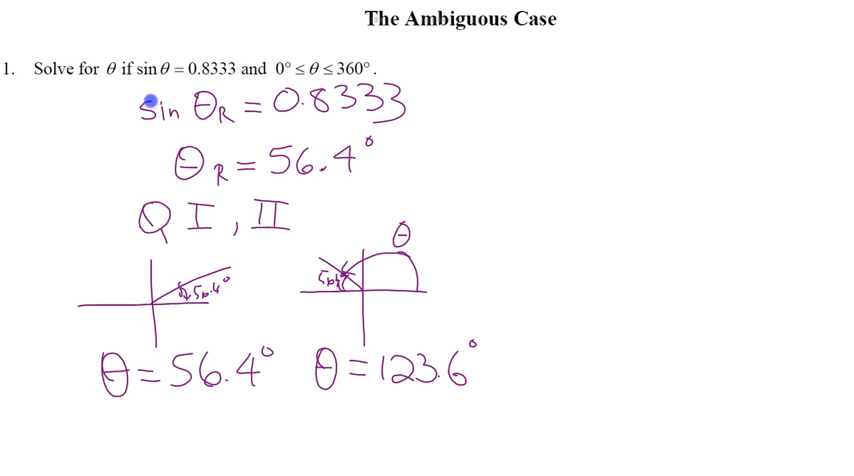 The Ambiguous Case
1. Solve for θ if sin θ = 0.8333 and 0° ≤ θ ≤ 360°.
sin θR = 0.8333
θR = 56.4°
Q I, II
θ
56.4°
θ = 56.4° θ = 123.6°